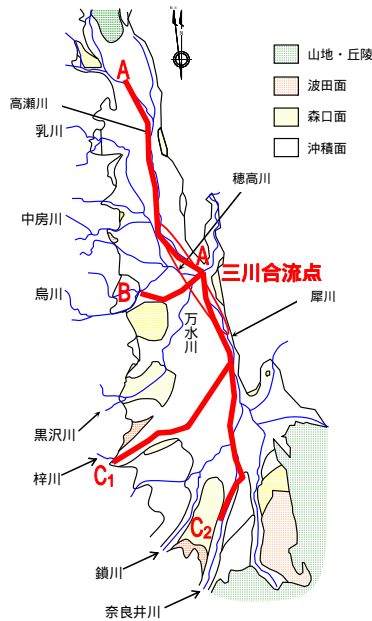 山地・丘陵
波田面
森口面
沖積面
A
高瀬川
乳川
穂高川
中房川
A
三川合流点
烏川
B
犀川
万水川
黒沢川
梓川
C1
C2
鎖川
奈良井川